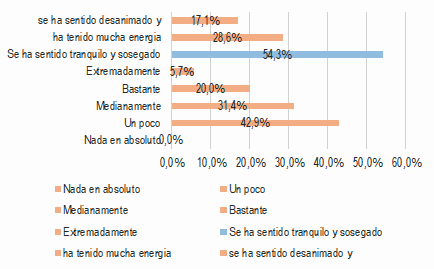 se ha sentido desanimado y 17,1%
ha tenido mucha energia 28,6%
Se ha sentido tranquilo y sosegado 54,3%
Extremadamente 5,7%
Bastante 20,0%
Medianamente 31,4%
Un poco 42,9%
Nada en absoluto 0,0%
0,0% 10,0% 20,0% 30,0% 40,0% 50,0% 60,0%
Nada en absoluto Un poco
Medianamente Bastante
Extremadamente Se ha sentido tranquilo y sosegado
ha tenido mucha energia se ha sentido desanimado y